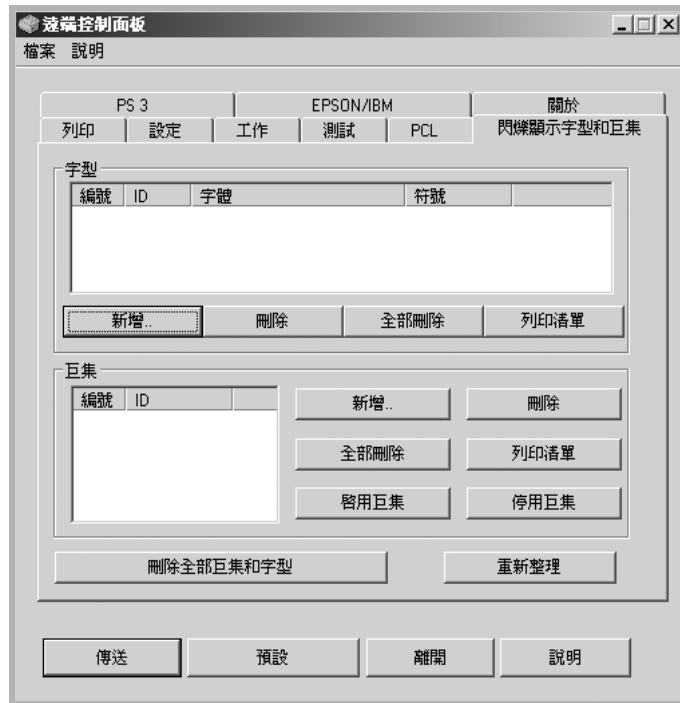 遠端控制面板
檔案 說明
PS 3 EPSON/IBM 關於
列印 設定 工作 測試 PCL 閃爍顯示字型和巨集
字型
編號 ID 字體 符號
新增.. 刪除 全部刪除 列印清單
巨集
編號 ID
新增.. 刪除
全部刪除 列印清單
啓用巨集 停用巨集
刪除全部巨集和字型 重新整理
傳送 預設 離開 說明